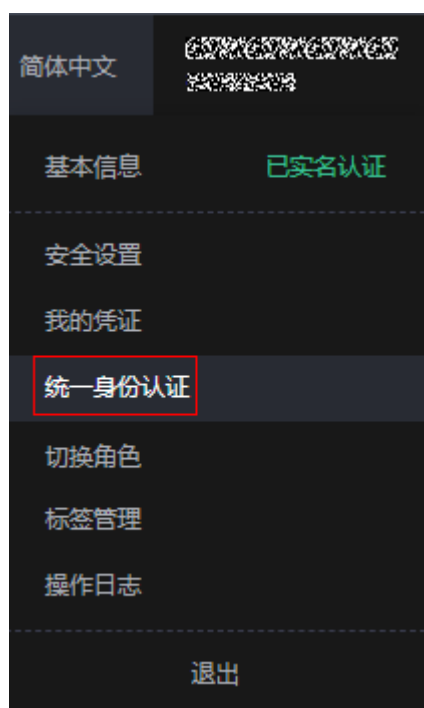 简体中文
基本信息 已实名认证
安全设置
我的凭证
统一身份认证
切换角色
标签管理
操作日志
退出